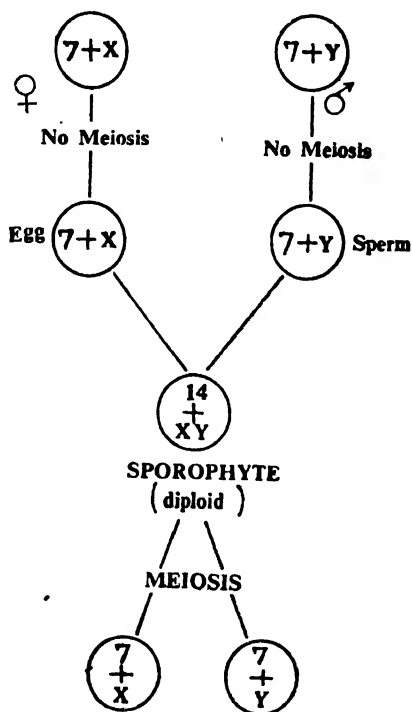 7+X 7+Y
♀ ♂
No Meiosis No Meiosis
Egg 7+X 7+Y Sperm
14
+
XY
SPOROPHYTE
(diploid)
MEIOSIS
7 7
+ +
X Y